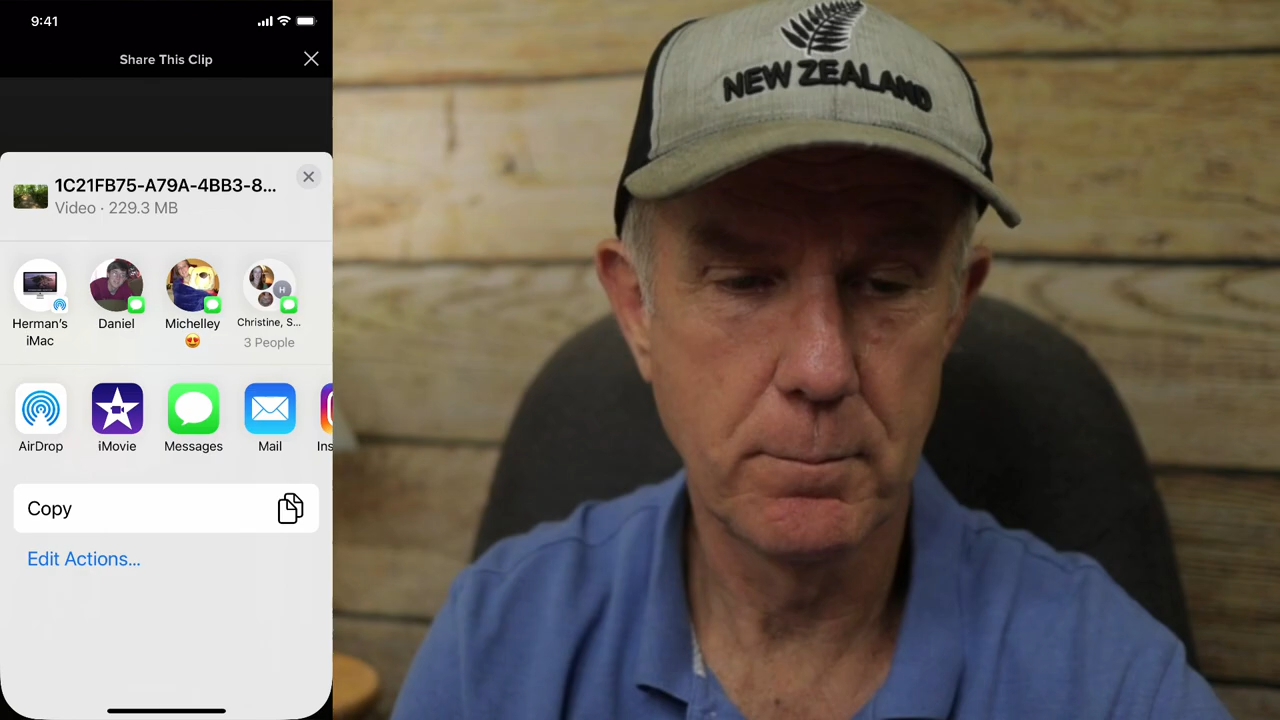 9:41
Share This Clip
1C21FB75-A79A-4BB3-8...
Video · 229.3 MB
Herman's
iMac
Daniel
Michelley
😍
H
Christine, S...
3 People
AirDrop
iMovie
Messages
Mail
Ins
Copy
Edit Actions...
NEW ZEALAND